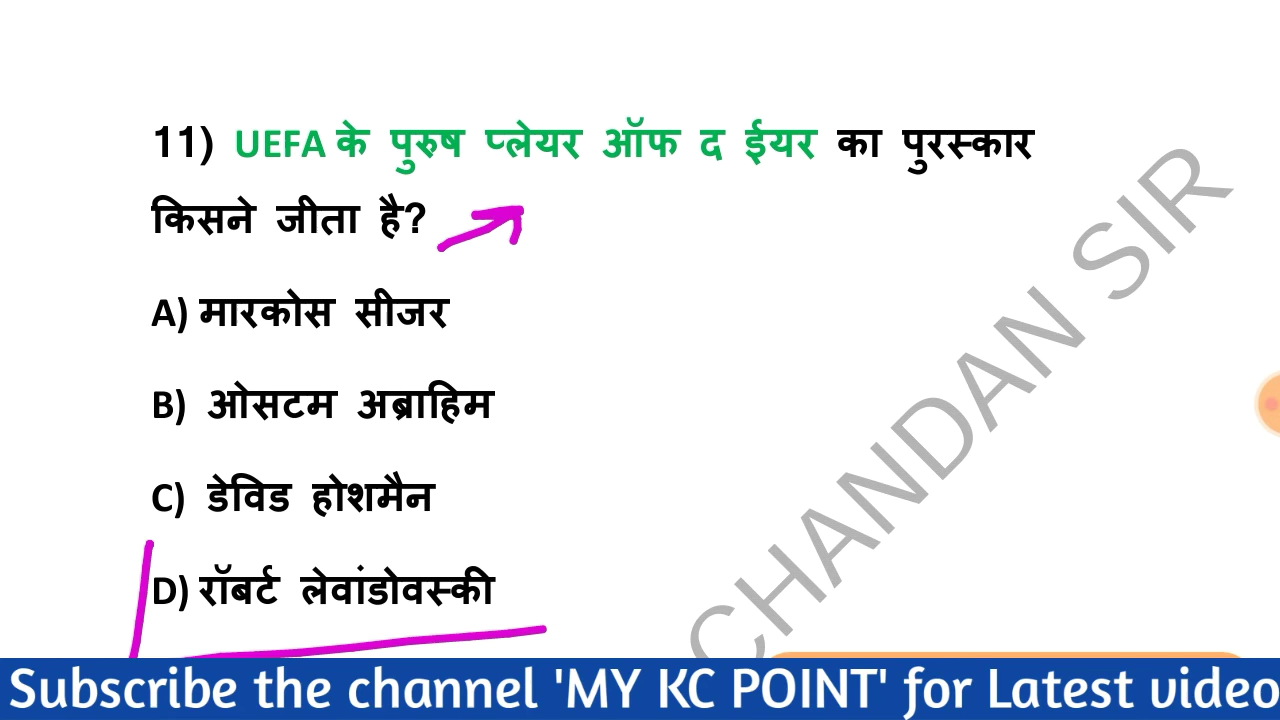 11) UEFA के पुरुष प्लेयर ऑफ द ईयर का पुरस्कार
किसने जीता है?
A) मारकोस सीजर
B) ओसटम अब्राहिम
C) डेविड होशमैन
D) रॉबर्ट लेवांडोवस्की
CHANDAN SIR
Subscribe the channel 'MY KC POINT' for Latest video